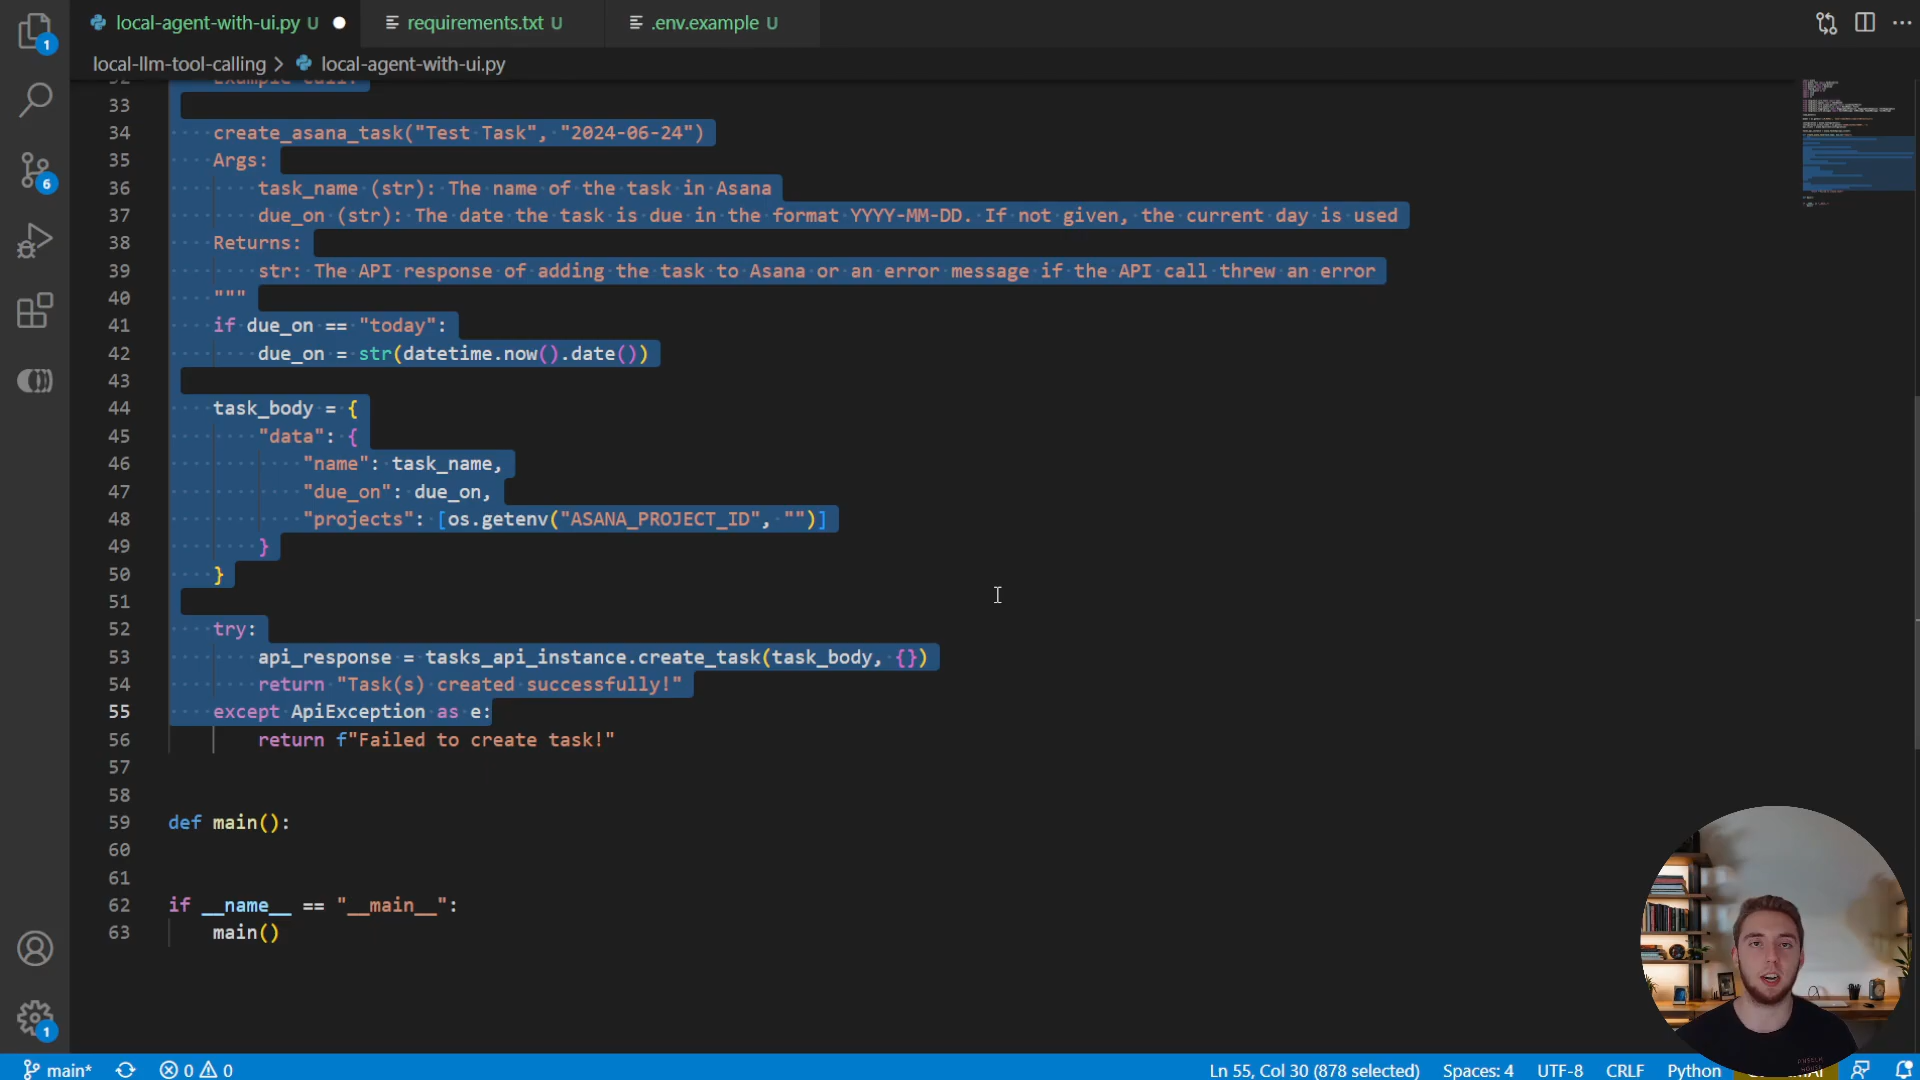 local-agent-with-ui.py U
requirements.txt U
.env.example U
local-llm-tool-calling > local-agent-with-ui.py
32 Example call:
33
34 create_asana_task("Test Task", "2024-06-24")
35 Args:
36 task_name (str): The name of the task in Asana
37 due_on (str): The date the task is due in the format YYYY-MM-DD. If not given, the current day is used
38 Returns:
39 str: The API response of adding the task to Asana or an error message if the API call threw an error
40 """
41 if due_on == "today":
42 due_on = str(datetime.now().date())
43
44 task_body = {
45 "data": {
46 "name": task_name,
47 "due_on": due_on,
48 "projects": [os.getenv("ASANA_PROJECT_ID", "")]
49 }
50 }
51
52 try:
53 api_response = tasks_api_instance.create_task(task_body, {})
54 return "Task(s) created successfully!"
55 except ApiException as e:
56 return f"Failed to create task!"
57
58
59 def main():
60
61
62 if __name__ == "__main__":
63 main()
1
6
1
main*
0 0
Ln 55, Col 30 (878 selected)
Spaces: 4
UTF-8
CRLF
Python